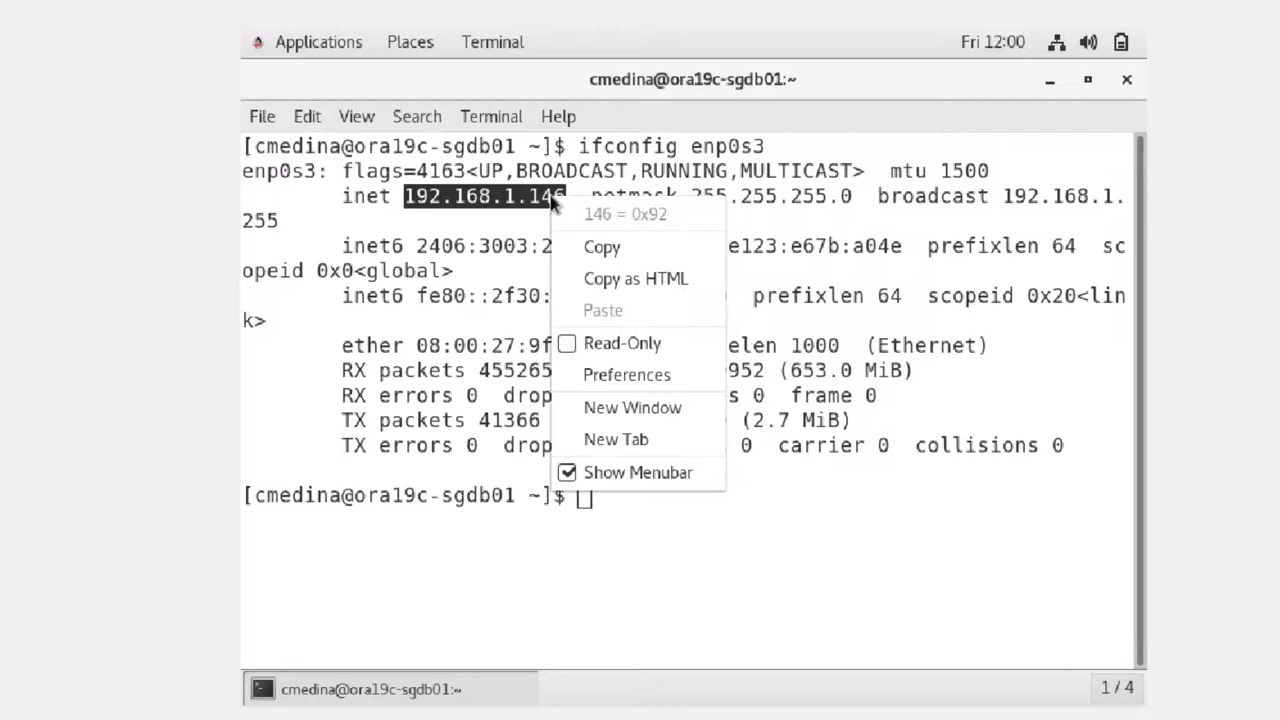 Applications Places Terminal Fri 12:00
cmedina@ora19c-sgdb01:~
File Edit View Search Terminal Help
[cmedina@ora19c-sgdb01 ~]$ ifconfig enp0s3
enp0s3: flags=4163<UP,BROADCAST,RUNNING,MULTICAST> mtu 1500
inet 192.168.1.146 netmask 255.255.255.0 broadcast 192.168.1.
255
146 = 0x92
inet6 2406:3003:2 e123:e67b:a04e prefixlen 64 sc
Copy
opeid 0x0<global>
Copy as HTML
inet6 fe80::2f30: prefixlen 64 scopeid 0x20<lin
Paste
k>
ether 08:00:27:9f elen 1000 (Ethernet)
Read-Only
RX packets 455265 952 (653.0 MiB)
Preferences
RX errors 0 drop s 0 frame 0
New Window
TX packets 41366 (2.7 MiB)
New Tab
TX errors 0 drop 0 carrier 0 collisions 0
Show Menubar
[cmedina@ora19c-sgdb01 ~]$
cmedina@ora19c-sgdb01:~ 1 / 4